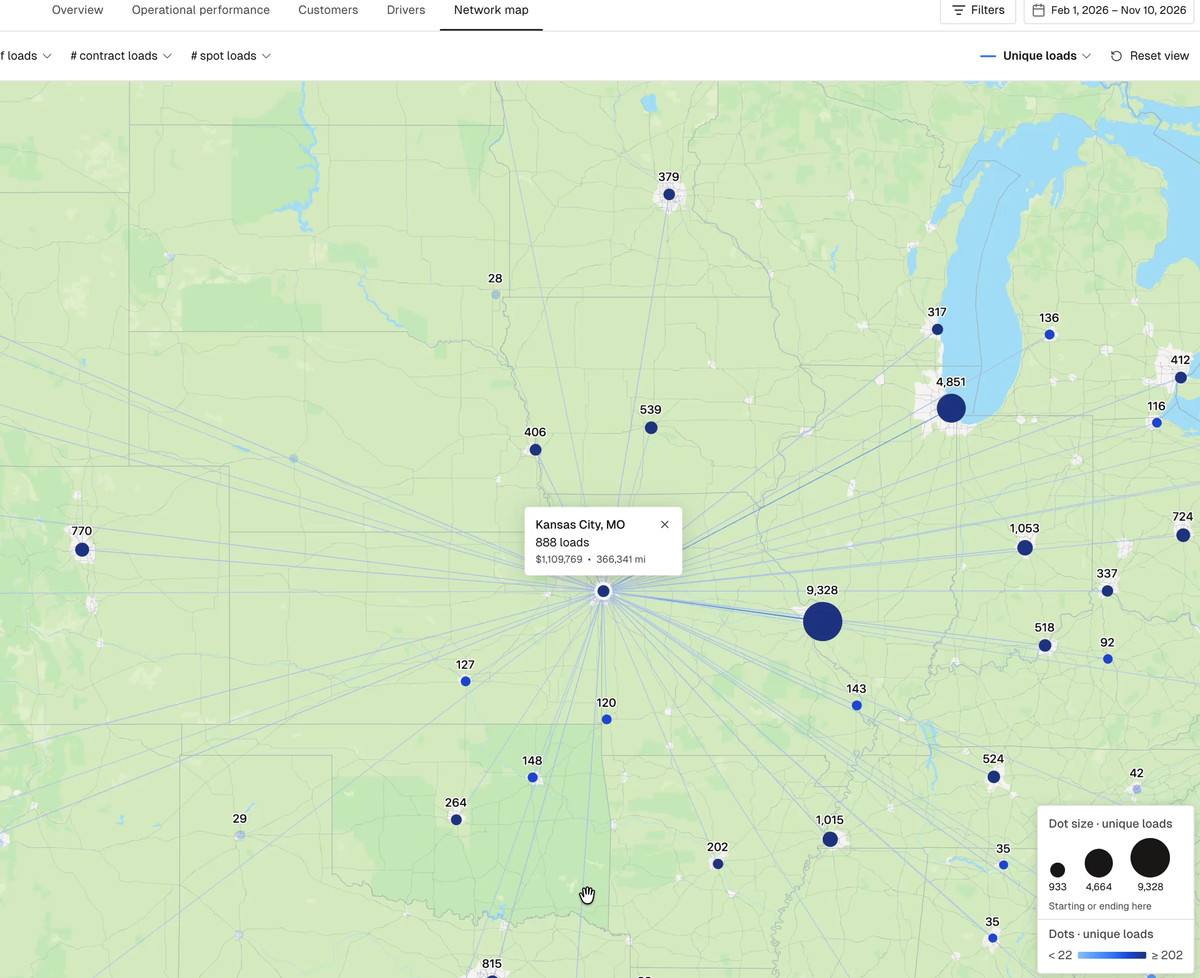 Overview Operational performance Customers Drivers Network map Filters Feb 1, 2026 – Nov 10, 2026
f loads # contract loads # spot loads Unique loads Reset view
379
28
317
136
412
4,851
116
539
406
Kansas City, MO
888 loads
$1,109,769 • 366,341 mi
770
724
1,053
337
9,328
518
92
127
143
120
148
524
42
264
29
1,015
202
35
35
815
Dot size · unique loads
933 4,664 9,328
Starting or ending here
Dots · unique loads
< 22 ≥ 202